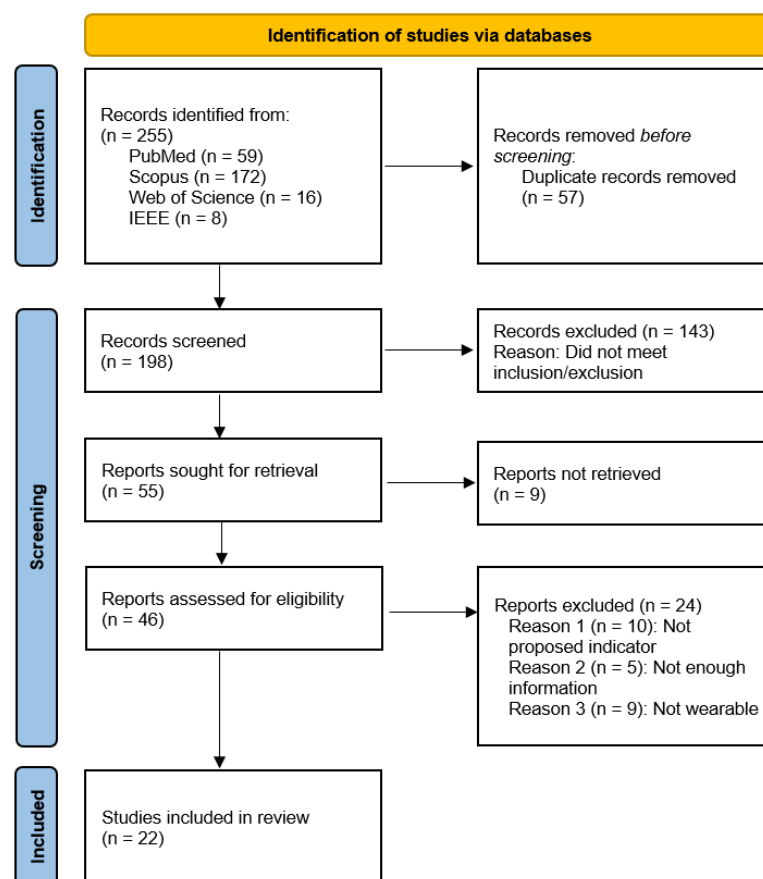 Identification of studies via databases
Identification
Records identified from:
(n = 255)
PubMed (n = 59)
Scopus (n = 172)
Web of Science (n = 16)
IEEE (n = 8)
Records removed before
screening:
Duplicate records removed
(n = 57)
Screening
Records screened
(n = 198)
Records excluded (n = 143)
Reason: Did not meet
inclusion/exclusion
Reports sought for retrieval
(n = 55)
Reports not retrieved
(n = 9)
Reports assessed for eligibility
(n = 46)
Reports excluded (n = 24)
Reason 1 (n = 10): Not
proposed indicator
Reason 2 (n = 5): Not enough
information
Reason 3 (n = 9): Not wearable
Included
Studies included in review
(n = 22)